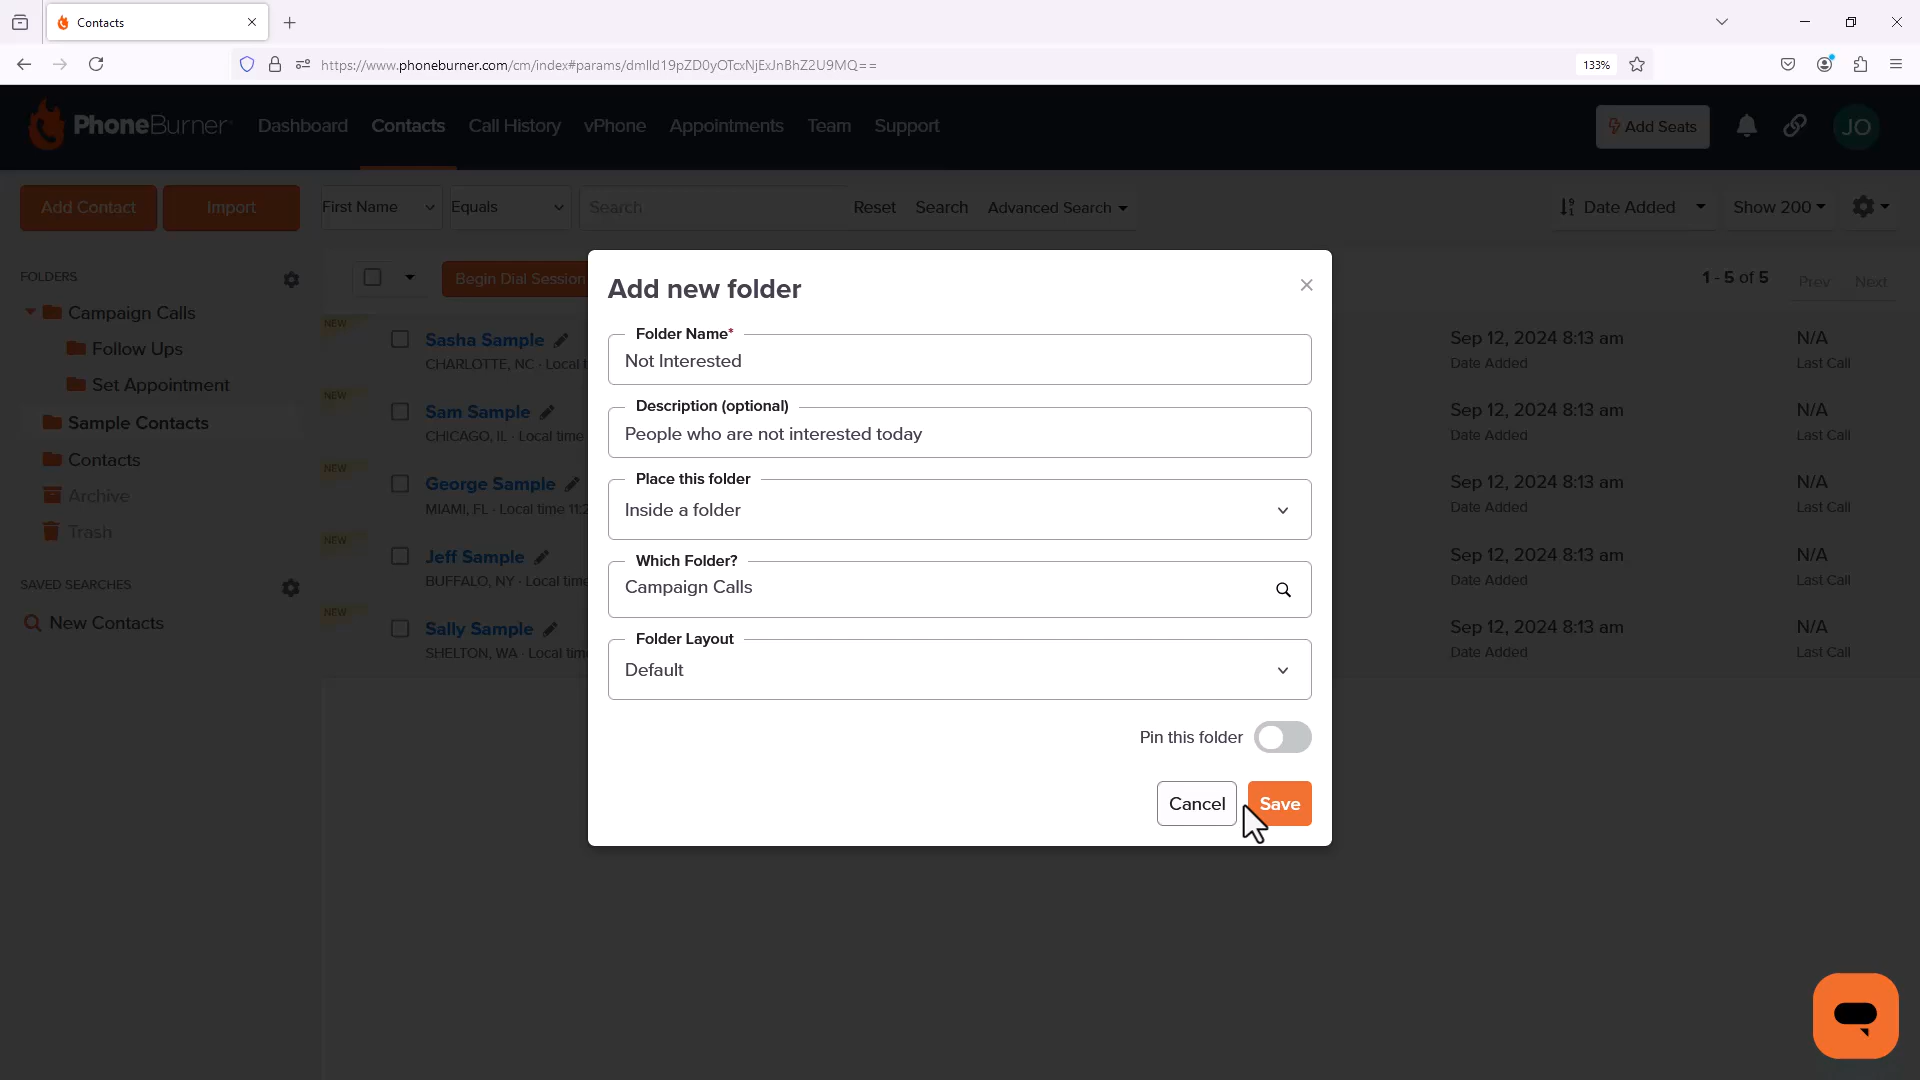 Contacts
https://www.phoneburner.com/cm/index#params/dmlld19pZD0yOTcxNjExJnBhZ2U9MQ==
133%
PhoneBurner
Dashboard
Contacts
Call History
vPhone
Appointments
Team
Support
Add Seats
JO
Add Contact
Import
First Name
Equals
Search
Reset
Search
Advanced Search
Date Added
Show 200
FOLDERS
Campaign Calls
Follow Ups
Set Appointment
Sample Contacts
Contacts
Archive
Trash
SAVED SEARCHES
New Contacts
Begin Dial Session
1 - 5 of 5
Prev
Next
NEW
Sasha Sample
CHARLOTTE, NC · Local
Sep 12, 2024 8:13 am
Date Added
N/A
Last Call
NEW
Sam Sample
CHICAGO, IL · Local time
Sep 12, 2024 8:13 am
Date Added
N/A
Last Call
NEW
George Sample
MIAMI, FL · Local time 11:2
Sep 12, 2024 8:13 am
Date Added
N/A
Last Call
NEW
Jeff Sample
BUFFALO, NY · Local time
Sep 12, 2024 8:13 am
Date Added
N/A
Last Call
NEW
Sally Sample
SHELTON, WA · Local tim
Sep 12, 2024 8:13 am
Date Added
N/A
Last Call
Add new folder
Folder Name*
Not Interested
Description (optional)
People who are not interested today
Place this folder
Inside a folder
Which Folder?
Campaign Calls
Folder Layout
Default
Pin this folder
Cancel
Save